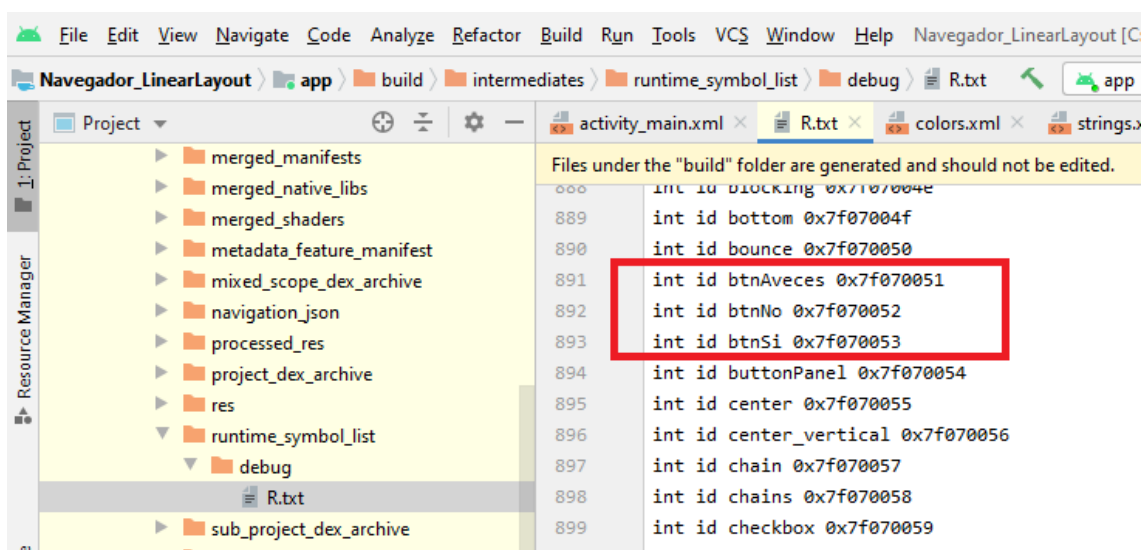 File Edit View Navigate Code Analyze Refactor Build Run Tools VCS Window Help Navegador_LinearLayout [C:
Navegador_LinearLayout app build intermediates runtime_symbol_list debug R.txt app
Project activity_main.xml R.txt colors.xml strings.x
1: Project
Resource Manager
Files under the "build" folder are generated and should not be edited.
merged_manifests
merged_native_libs
merged_shaders
metadata_feature_manifest
mixed_scope_dex_archive
navigation_json
processed_res
project_dex_archive
res
runtime_symbol_list
debug
R.txt
sub_project_dex_archive
888 int id blocking 0x7f07004e
889 int id bottom 0x7f07004f
890 int id bounce 0x7f070050
891 int id btnAveces 0x7f070051
892 int id btnNo 0x7f070052
893 int id btnSi 0x7f070053
894 int id buttonPanel 0x7f070054
895 int id center 0x7f070055
896 int id center_vertical 0x7f070056
897 int id chain 0x7f070057
898 int id chains 0x7f070058
899 int id checkbox 0x7f070059